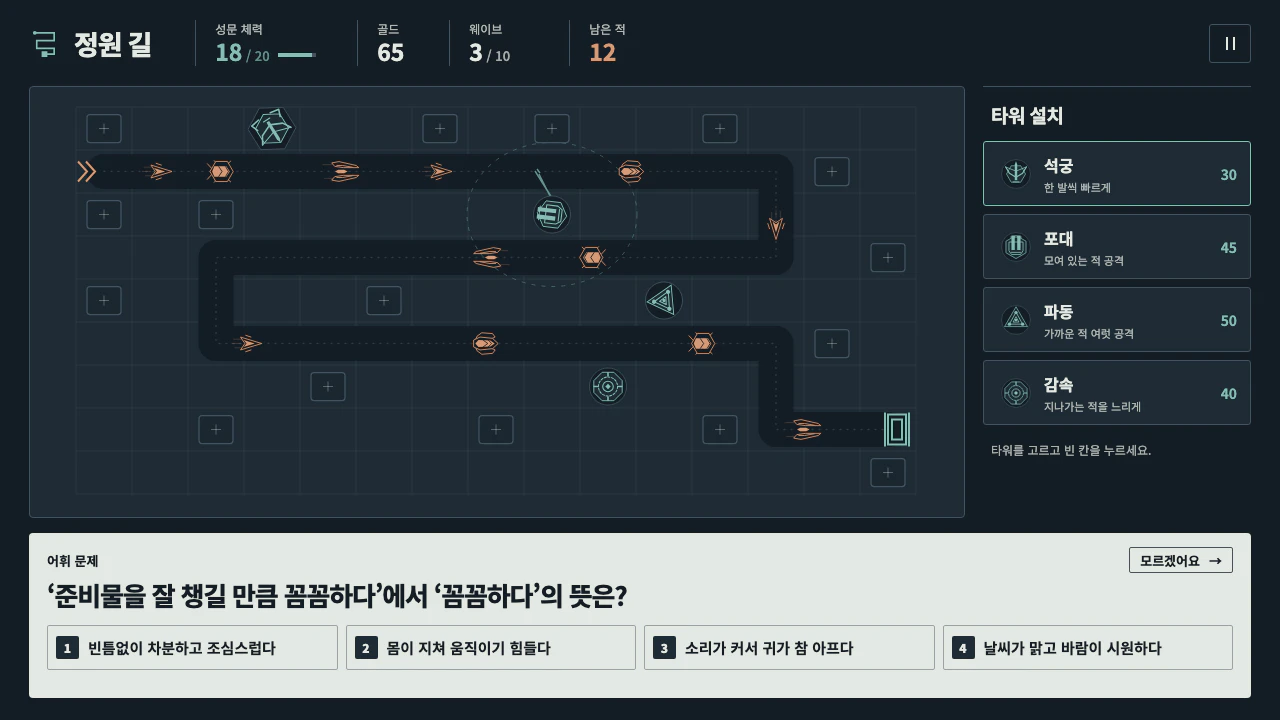 정원 길
성문 체력
18 / 20
골드
65
웨이브
3 / 10
남은 적
12
타워 설치
석궁
한 발씩 빠르게
30
포대
모여 있는 적 공격
45
파동
가까운 적 여럿 공격
50
감속
지나가는 적을 느리게
40
타워를 고르고 빈 칸을 누르세요.
어휘 문제
모르겠어요 →
‘준비물을 잘 챙길 만큼 꼼꼼하다’에서 ‘꼼꼼하다’의 뜻은?
1 빈틈없이 차분하고 조심스럽다
2 몸이 지쳐 움직이기 힘들다
3 소리가 커서 귀가 참 아프다
4 날씨가 맑고 바람이 시원하다